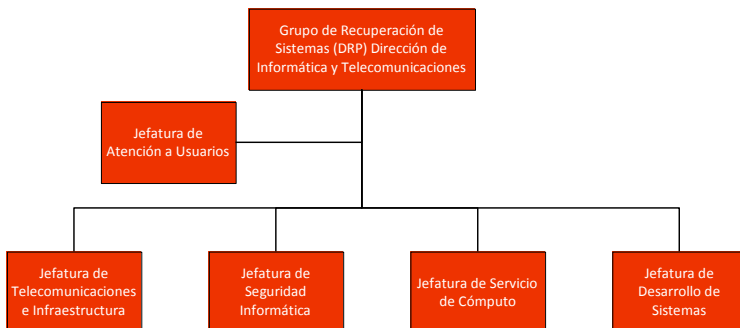 Grupo de Recuperación de
Sistemas (DRP) Dirección de
Informática y Telecomunicaciones
Jefatura de
Atención a Usuarios
Jefatura de
Telecomunicaciones
e Infraestructura
Jefatura de
Seguridad
Informática
Jefatura de Servicio
de Cómputo
Jefatura de
Desarrollo de
Sistemas